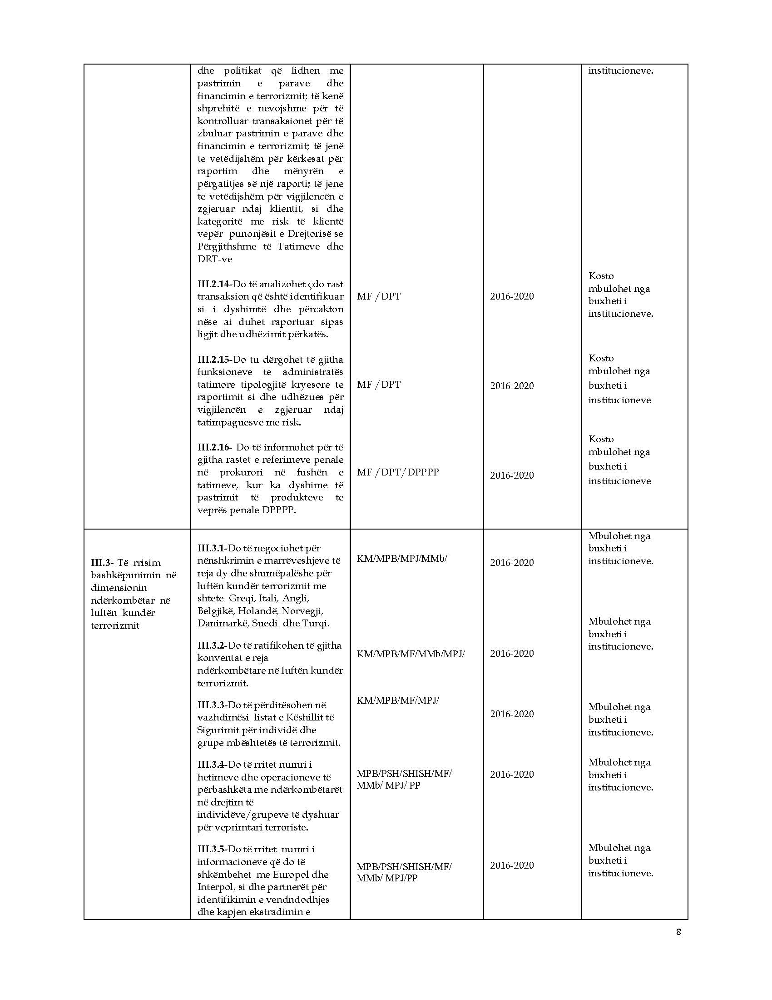 dhe politikat që lidhen me
pastrimin e parave dhe
financimin e terrorizmit; të kenë
shprehitë e nevojshme për të
kontrolluar transaksionet për të
zbuluar pastrimin e parave dhe
financimin e terrorizmit; të jenë
te vetëdijshëm për kërkesat për
raportim dhe mënyrën e
përgatitjes së një raporti; të jene
te vetëdijshëm për vigjilencën e
zgjeruar ndaj klientit, si dhe
kategoritë me risk të klientë
vepër punonjësit e Drejtorisë se
Përgjithshme të Tatimeve dhe
DRT-ve
institucioneve.
III.2.14-Do të analizohet çdo rast
transaksion që është identifikuar
si i dyshimtë dhe përcakton
nëse ai duhet raportuar sipas
ligjit dhe udhëzimit përkatës.
MF / DPT
2016-2020
Kosto
mbulohet nga
buxheti i
institucioneve.
III.2.15-Do tu dërgohet të gjitha
funksioneve te administratës
tatimore tipologjitë kryesore te
raportimit si dhe udhëzues për
vigjilencën e zgjeruar ndaj
tatimpaguesve me risk.
MF / DPT
2016-2020
Kosto
mbulohet nga
buxheti i
institucioneve
III.2.16- Do të informohet për të
gjitha rastet e referimeve penale
në prokurori në fushën e
tatimeve, kur ka dyshime të
pastrimit të produkteve te
veprës penale DPPPP.
MF / DPT/ DPPPP
2016-2020
Kosto
mbulohet nga
buxheti i
institucioneve
III.3- Të rrisim
bashkëpunimin në
dimensionin
ndërkombëtar në
luftën kundër
terrorizmit
III.3.1-Do të negociohet për
nënshkrimin e marrëveshjeve të
reja dy dhe shumëpalëshe për
luftën kundër terrorizmit me
shtete Greqi, Itali, Angli,
Belgjikë, Holandë, Norvegji,
Danimarkë, Suedi dhe Turqi.
KM/MPB/MPJ/MMb/
2016-2020
Mbulohet nga
buxheti i
institucioneve.
III.3.2-Do të ratifikohen të gjitha
konventat e reja
ndërkombëtare në luftën kundër
terrorizmit.
KM/MPB/MF/MMb/MPJ/
2016-2020
Mbulohet nga
buxheti i
institucioneve.
III.3.3-Do të përditësohen në
vazhdimësi listat e Këshillit të
Sigurimit për individë dhe
grupe mbështetës të terrorizmit.
KM/MPB/MF/MPJ/
2016-2020
Mbulohet nga
buxheti i
institucioneve.
III.3.4-Do të rritet numri i
hetimeve dhe operacioneve të
përbashkëta me ndërkombëtarët
në drejtim të
individëve/grupeve të dyshuar
për veprimtari terroriste.
MPB/PSH/SHISH/MF/
MMb/ MPJ/ PP
2016-2020
Mbulohet nga
buxheti i
institucioneve.
III.3.5-Do të rritet numri i
informacioneve që do të
shkëmbehet me Europol dhe
Interpol, si dhe partnerët për
identifikimin e vendndodhjes
dhe kapjen ekstradimin e
MPB/PSH/SHISH/MF/
MMb/ MPJ/PP
2016-2020
Mbulohet nga
buxheti i
institucioneve.
8